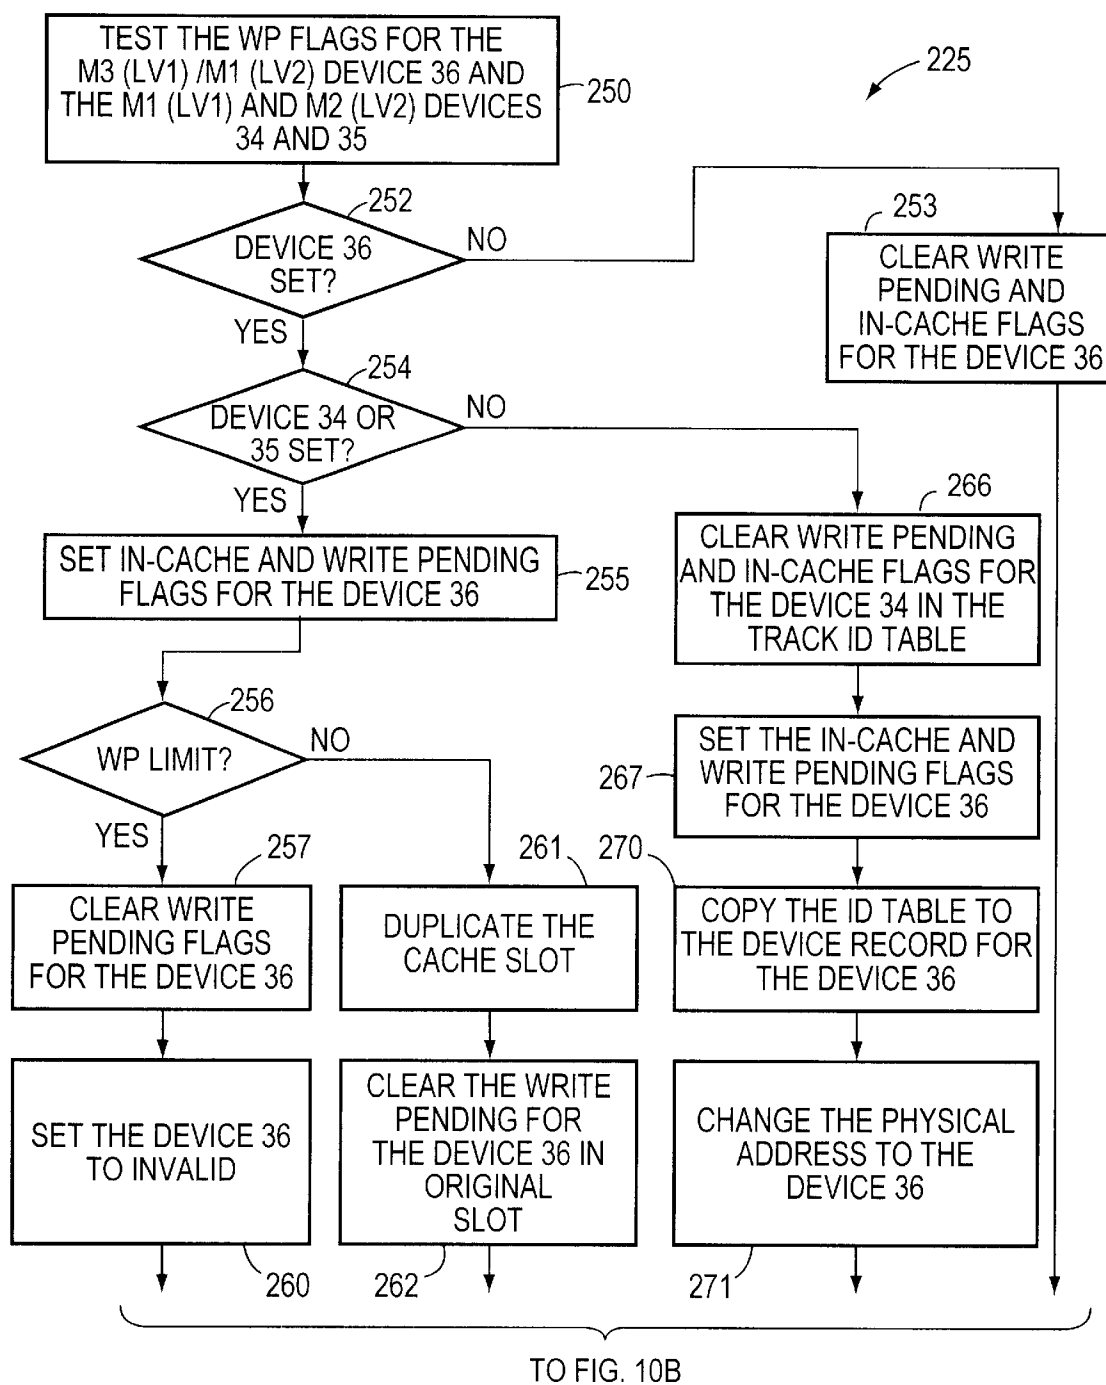 TEST THE WP FLAGS FOR THE
M3 (LV1) /M1 (LV2) DEVICE 36 AND
THE M1 (LV1) AND M2 (LV2) DEVICES
34 AND 35
250
225
252
DEVICE 36
SET?
NO
YES
253
CLEAR WRITE
PENDING AND
IN-CACHE FLAGS
FOR THE DEVICE 36
254
DEVICE 34 OR
35 SET?
NO
YES
SET IN-CACHE AND WRITE PENDING
FLAGS FOR THE DEVICE 36
255
266
CLEAR WRITE PENDING
AND IN-CACHE FLAGS FOR
THE DEVICE 34 IN THE
TRACK ID TABLE
256
WP LIMIT?
NO
YES
267
SET THE IN-CACHE AND
WRITE PENDING FLAGS
FOR THE DEVICE 36
257
CLEAR WRITE
PENDING FLAGS
FOR THE DEVICE 36
261
DUPLICATE THE
CACHE SLOT
270
COPY THE ID TABLE TO
THE DEVICE RECORD FOR
THE DEVICE 36
SET THE DEVICE 36
TO INVALID
260
CLEAR THE WRITE
PENDING FOR
THE DEVICE 36 IN
ORIGINAL
SLOT
262
CHANGE THE PHYSICAL
ADDRESS TO THE
DEVICE 36
271
TO FIG. 10B